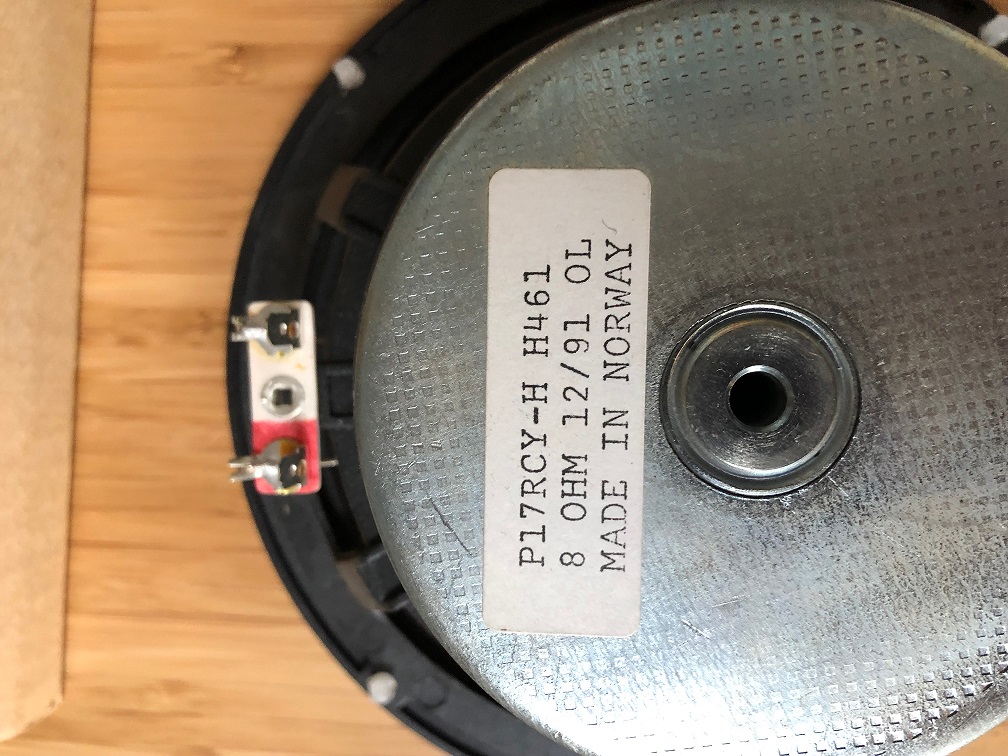 P17RCY-H H461
8 OHM 12/91 OL
MADE IN NORWAY